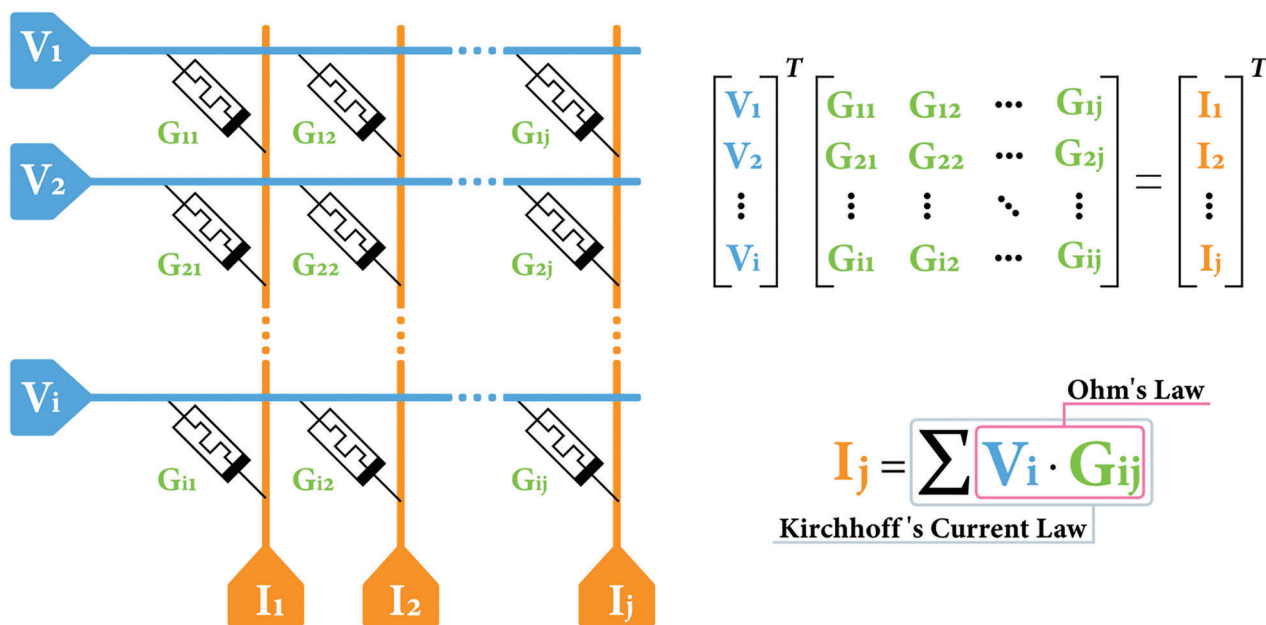 V₁
G₁₁ G₁₂ G₁ⱼ
V₂
G₂₁ G₂₂ G₂ⱼ
Vᵢ
Gᵢ₁ Gᵢ₂ Gᵢⱼ
I₁ I₂ Iⱼ
T T
V₁ G₁₁ G₁₂ ⋯ G₁ⱼ I₁
V₂ G₂₁ G₂₂ ⋯ G₂ⱼ = I₂
⋮ ⋮ ⋮ ⋱ ⋮ ⋮
Vᵢ Gᵢ₁ Gᵢ₂ ⋯ Gᵢⱼ Iⱼ
Ohm's Law
Iⱼ = ∑ Vᵢ · Gᵢⱼ
Kirchhoff's Current Law